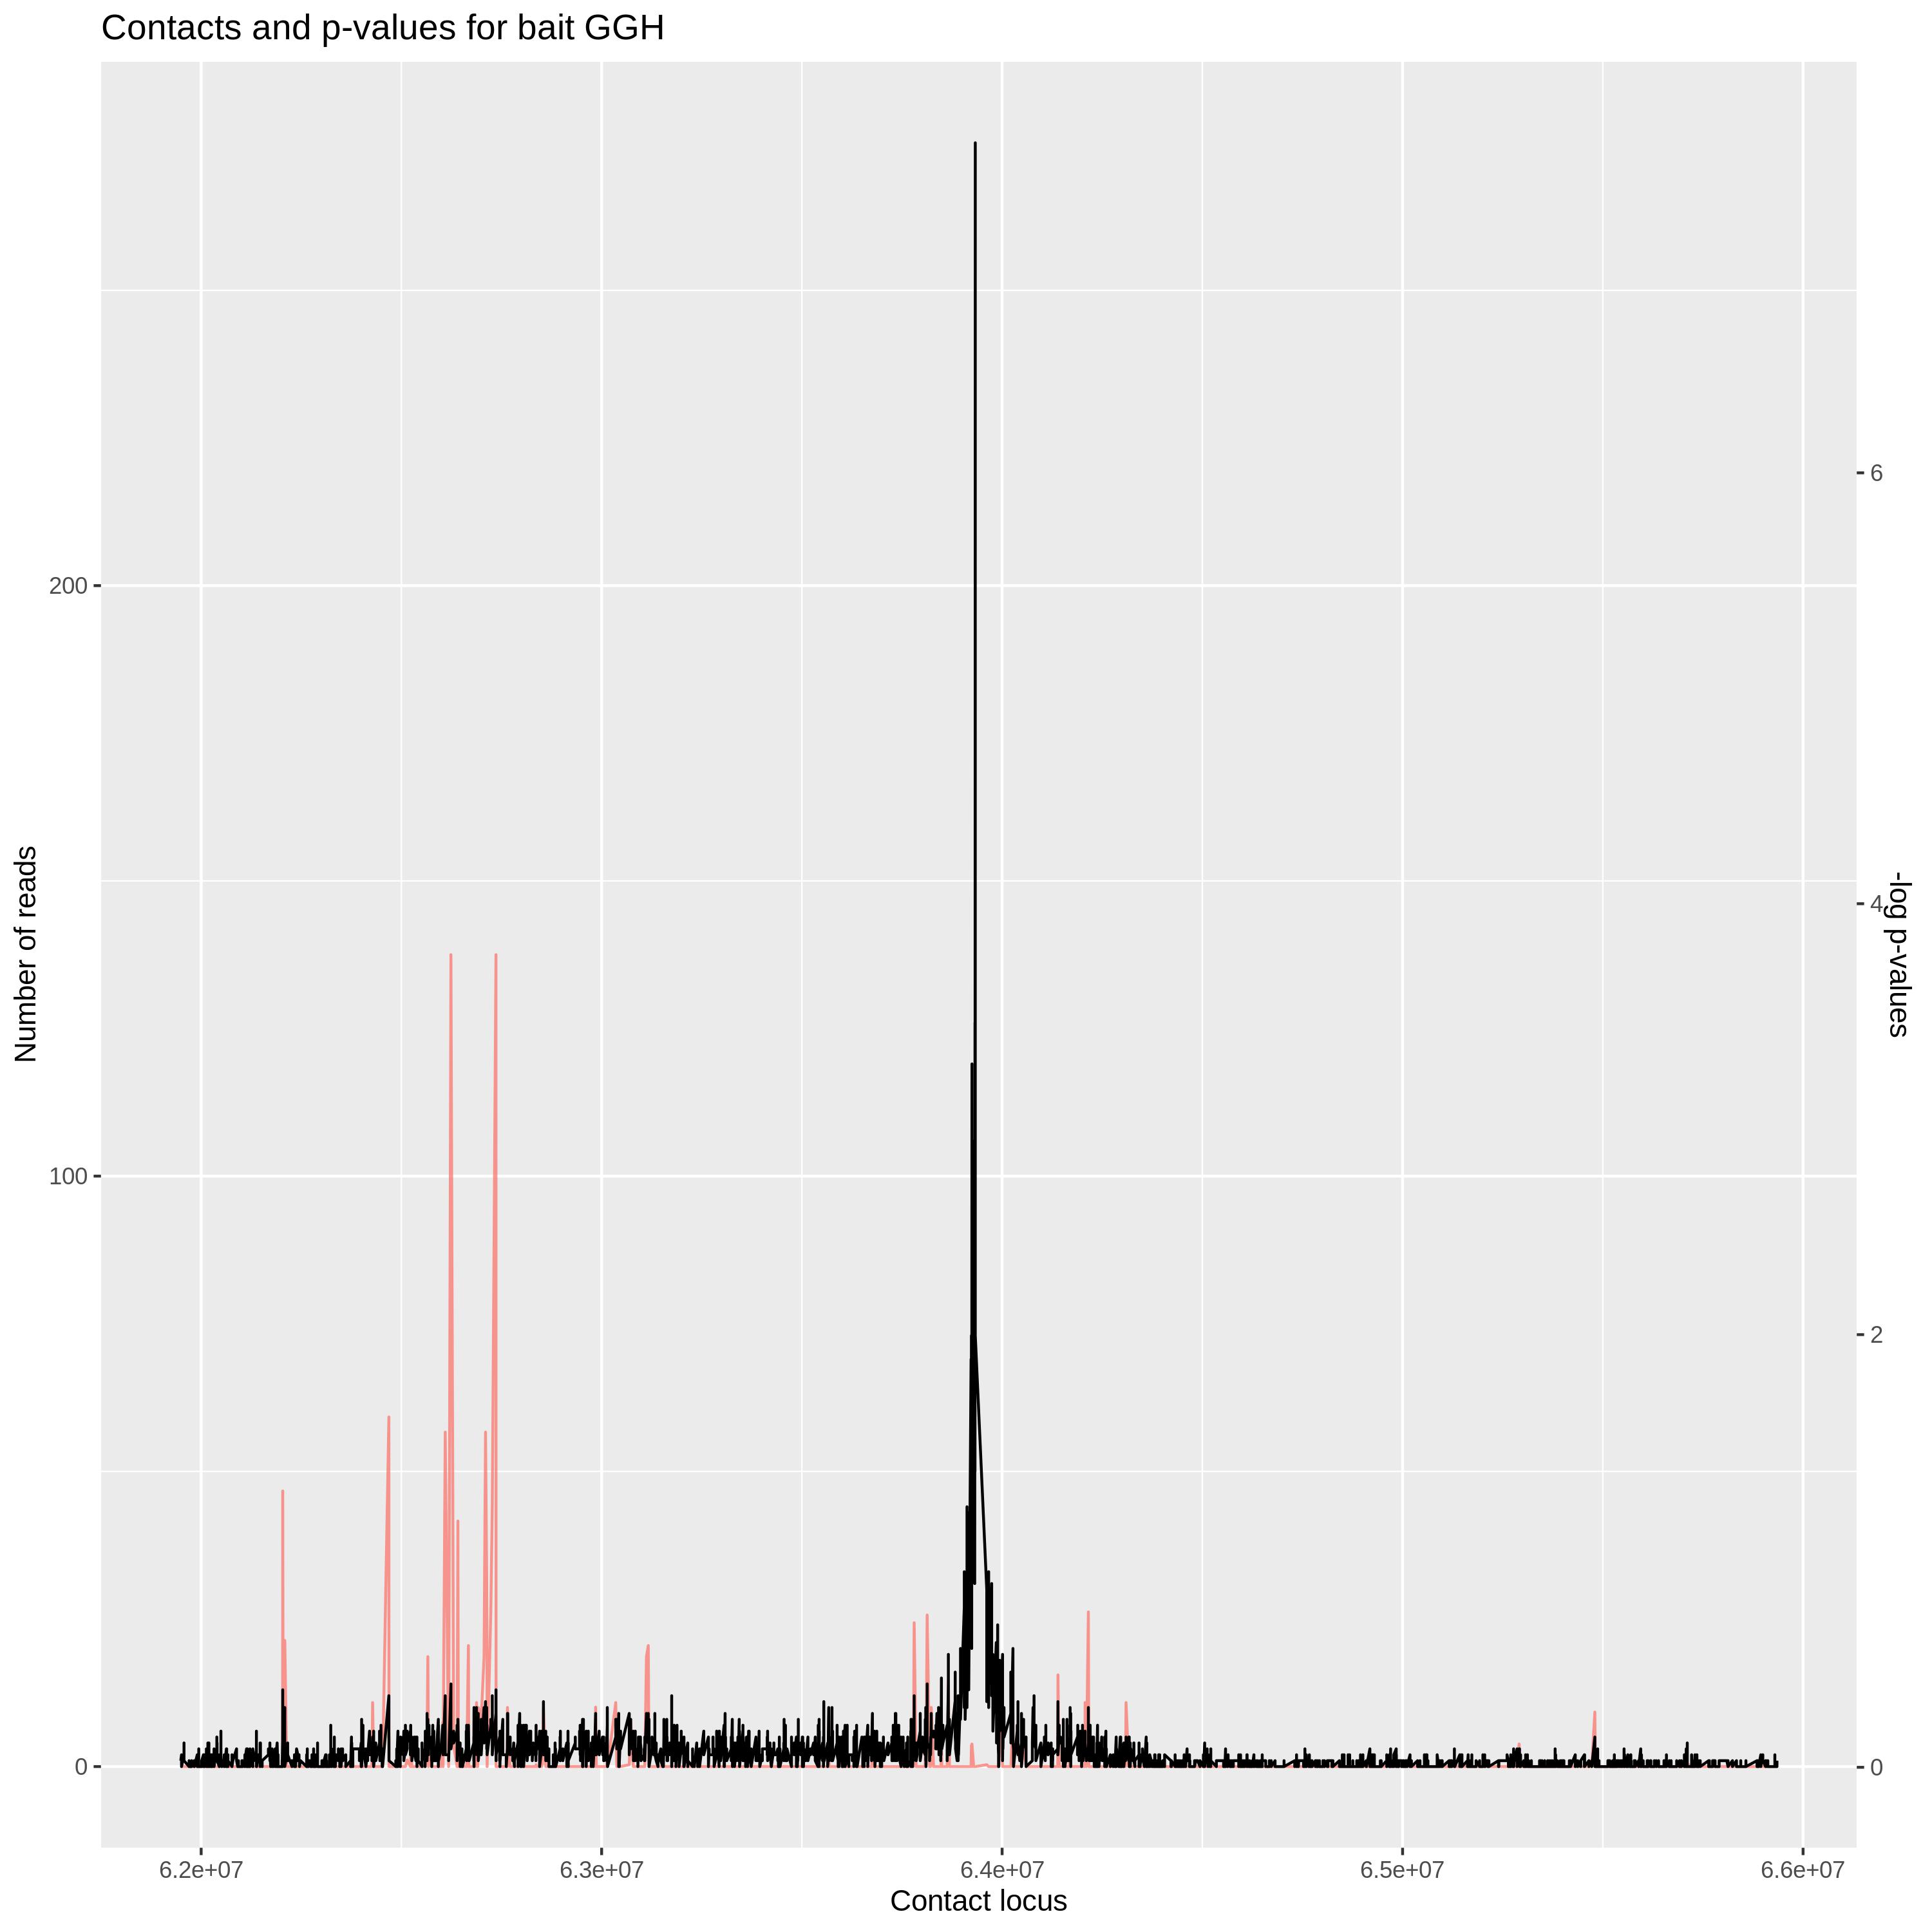 Contacts and p-values for bait GGH
Number of reads
200
100
0
6
4
2
0
-log p-values
6.2e+07
6.3e+07
6.4e+07
6.5e+07
6.6e+07
Contact locus